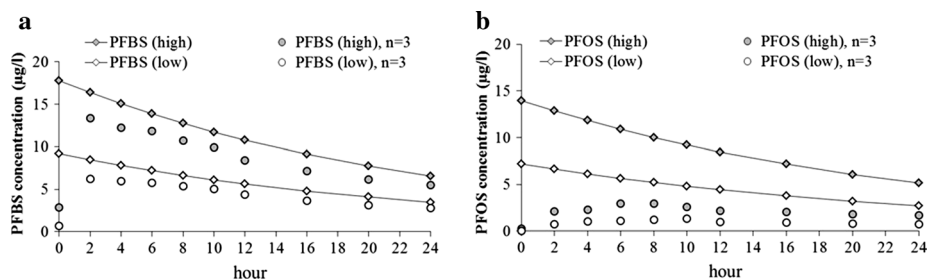 a
PFBS (high)
PFBS (high), n=3
PFBS (low)
PFBS (low), n=3
PFBS concentration (µg/l)
20
15
10
5
0
0 2 4 6 8 10 12 14 16 18 20 22 24
hour
b
PFOS (high)
PFOS (high), n=3
PFOS (low)
PFOS (low), n=3
PFOS concentration (µg/l)
20
15
10
5
0
0 2 4 6 8 10 12 14 16 18 20 22 24
hour